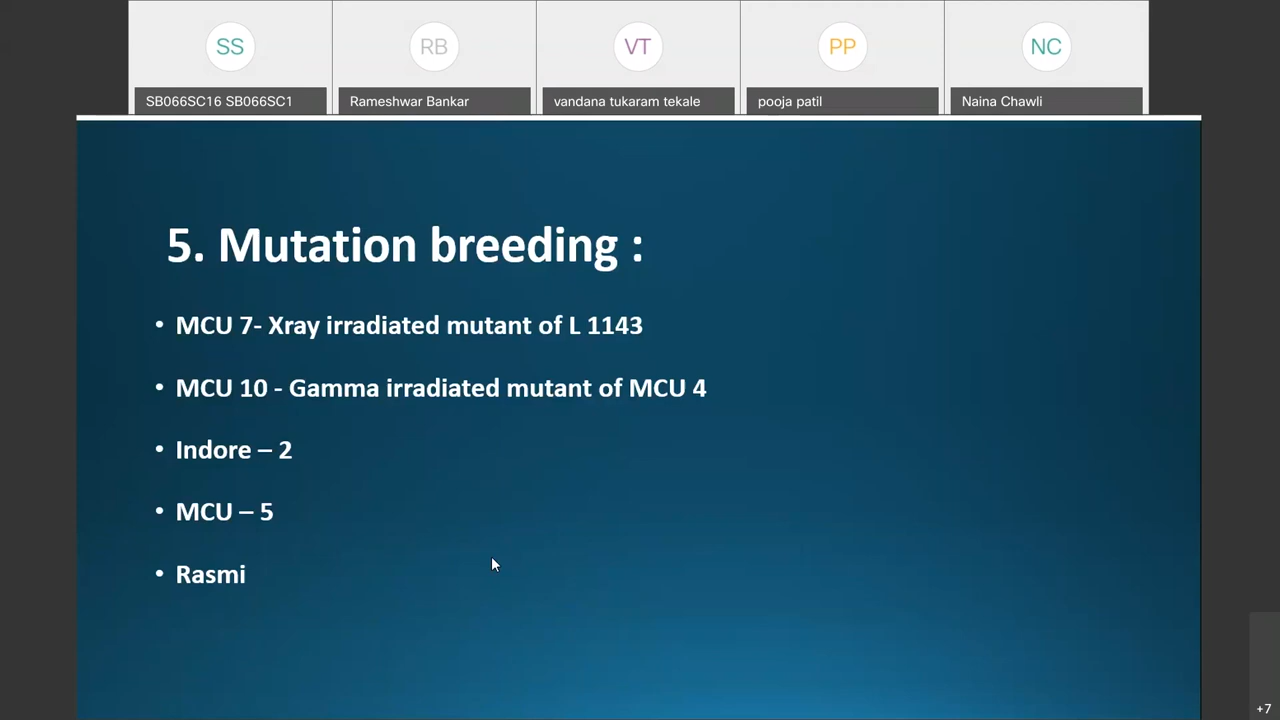 SS
RB
VT
PP
NC
SB066SC16 SB066SC1
Rameshwar Bankar
vandana tukaram tekale
pooja patil
Naina Chawli
5. Mutation breeding :
• MCU 7- Xray irradiated mutant of L 1143
• MCU 10 - Gamma irradiated mutant of MCU 4
• Indore – 2
• MCU – 5
• Rasmi
+7